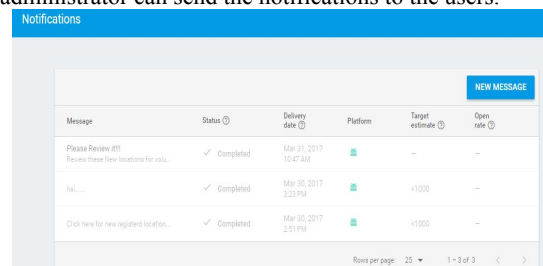 administrator can send the notifications to the users.
Notifications
NEW MESSAGE
Message Status Delivery date Platform Target estimate Open rate
Please Review it!!!
Review these New locations for volu...
Completed Mar 31, 2017
10:47 AM
–
–
hai......
Completed Mar 30, 2017
3:23 PM
<1000
–
Click here for new registerd location...
Completed Mar 30, 2017
2:51 PM
<1000
–
Rows per page: 25 1 – 3 of 3